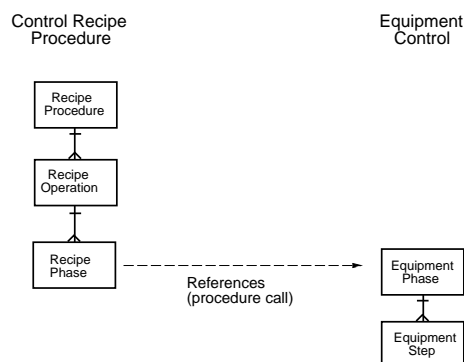 Control Recipe
Procedure
Equipment
Control
Recipe
Procedure
Recipe
Operation
Recipe
Phase
References
(procedure call)
Equipment
Phase
Equipment
Step